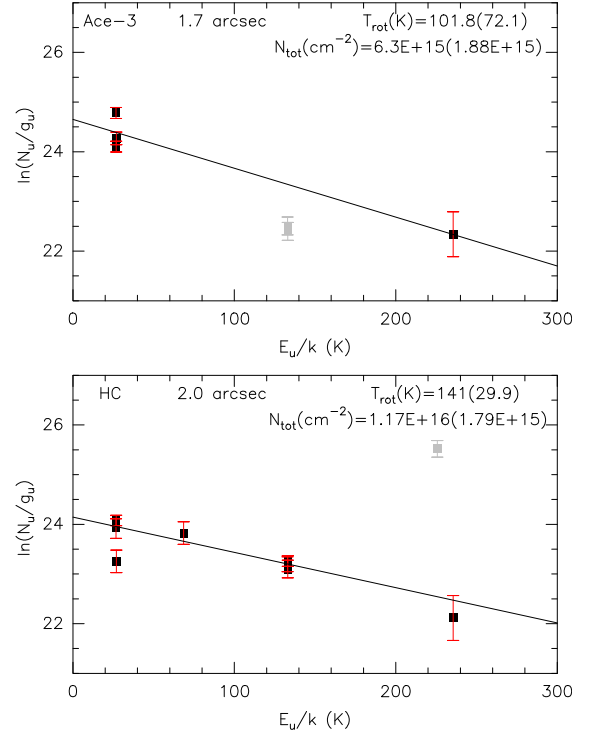 Ace-3 1.7 arcsec T_rot(K)=101.8(72.1)
N_tot(cm^-2)=6.3E+15(1.88E+15)
26
24
22
ln(N_u/g_u)
0 100 200 300
E_u/k (K)
HC 2.0 arcsec T_rot(K)=141(29.9)
N_tot(cm^-2)=1.17E+16(1.79E+15)
26
24
22
ln(N_u/g_u)
0 100 200 300
E_u/k (K)